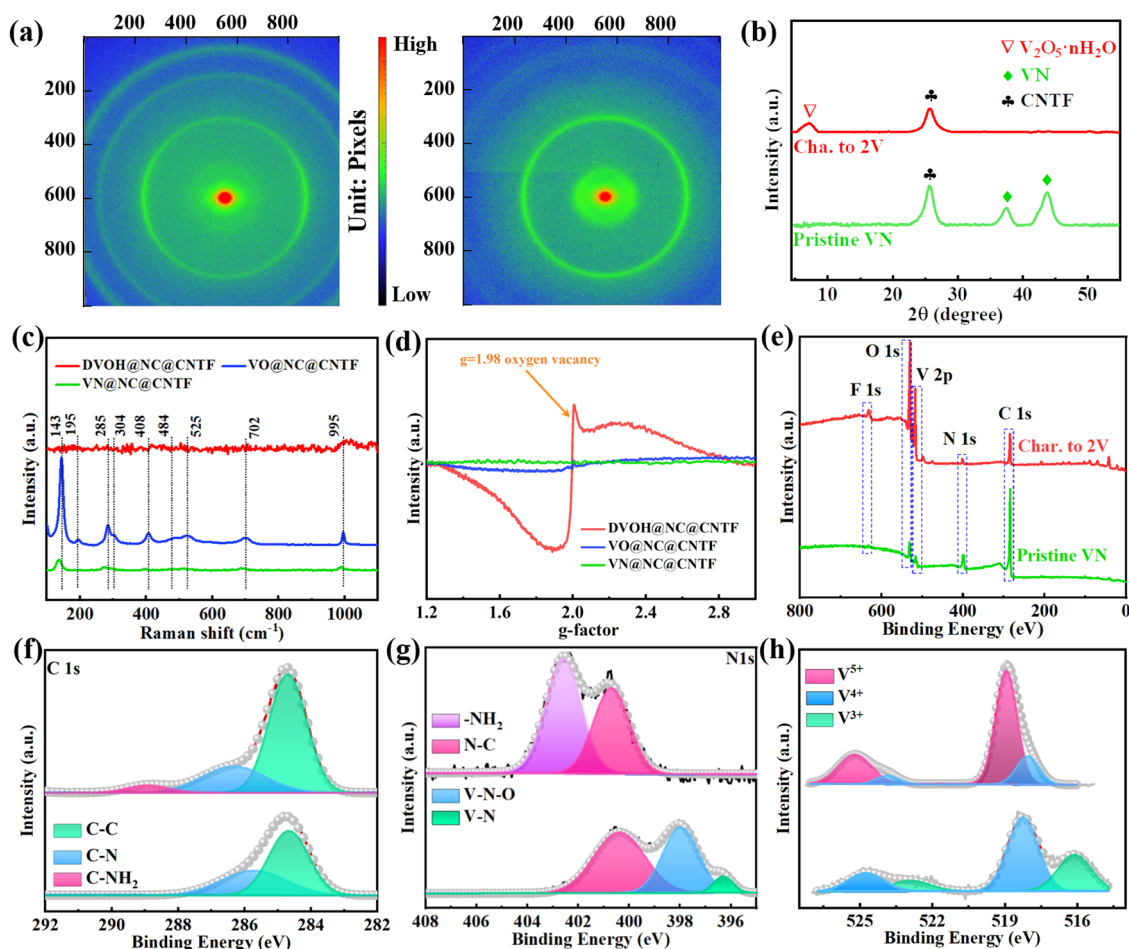 (a)
200 400 600 800
200
400
600
800
High
Unit: Pixels
Low
200 400 600 800
200
400
600
800
(b)
Intensity (a.u.)
▽ V₂O₅·nH₂O
◆ VN
♣ CNTF
▽
♣
Cha. to 2V
♣
◆
◆
Pristine VN
10 20 30 40 50
2θ (degree)
(c)
Intensity (a.u.)
DVOH@NC@CNTF VO@NC@CNTF
VN@NC@CNTF
143 195 285 304 408 484 525 702 995
200 400 600 800 1000
Raman shift (cm⁻¹)
(d)
Intensity (a.u.)
g=1.98 oxygen vacancy
DVOH@NC@CNTF
VO@NC@CNTF
VN@NC@CNTF
1.2 1.6 2.0 2.4 2.8
g-factor
(e)
Intensity (a.u.)
O 1s
V 2p
F 1s
N 1s
C 1s
Char. to 2V
Pristine VN
800 600 400 200 0
Binding Energy (eV)
(f)
C 1s
Intensity (a.u.)
C-C
C-N
C-NH₂
292 290 288 286 284 282
Binding Energy (eV)
(g)
N1s
Intensity (a.u.)
-NH₂
N-C
V-N-O
V-N
408 406 404 402 400 398 396
Binding Energy (eV)
(h)
Intensity (a.u.)
V⁵⁺
V⁴⁺
V³⁺
525 522 519 516
Binding Energy (eV)